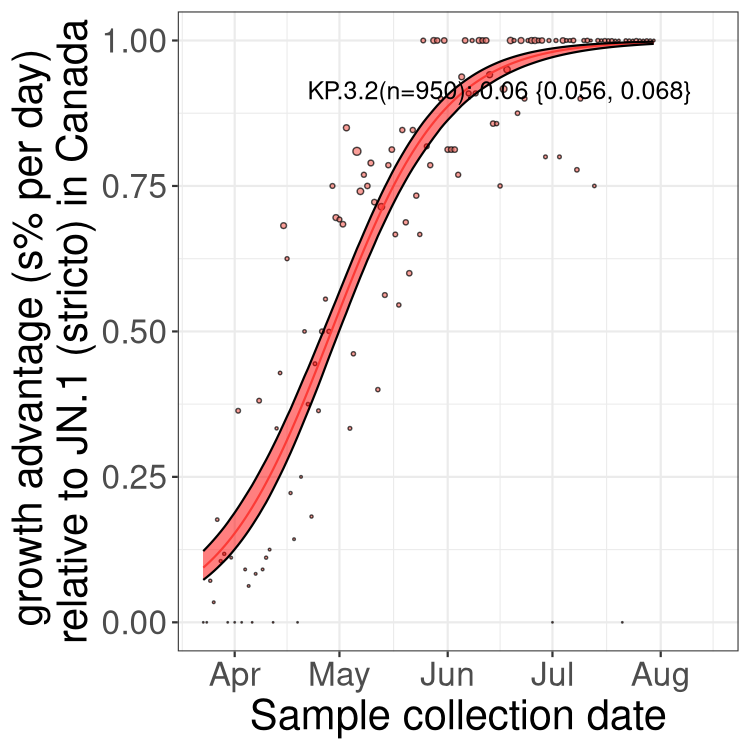 growth advantage (s% per day)
relative to JN.1 (stricto) in Canada
1.00
0.75
0.50
0.25
0.00
KP.3.2(n=950): 0.06 {0.056, 0.068}
Apr May Jun Jul Aug
Sample collection date